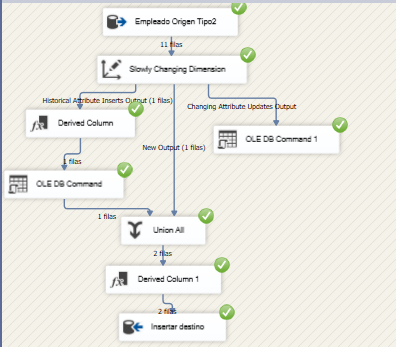 Empleado Origen Tipo2
11 filas
Slowly Changing Dimension
Historical Attribute Inserts Output (1 filas)
Changing Attribute Updates Output
Derived Column
OLE DB Command 1
New Output (1 filas)
1 filas
OLE DB Command
1 filas
Union All
2 filas
Derived Column 1
2 filas
Insertar destino